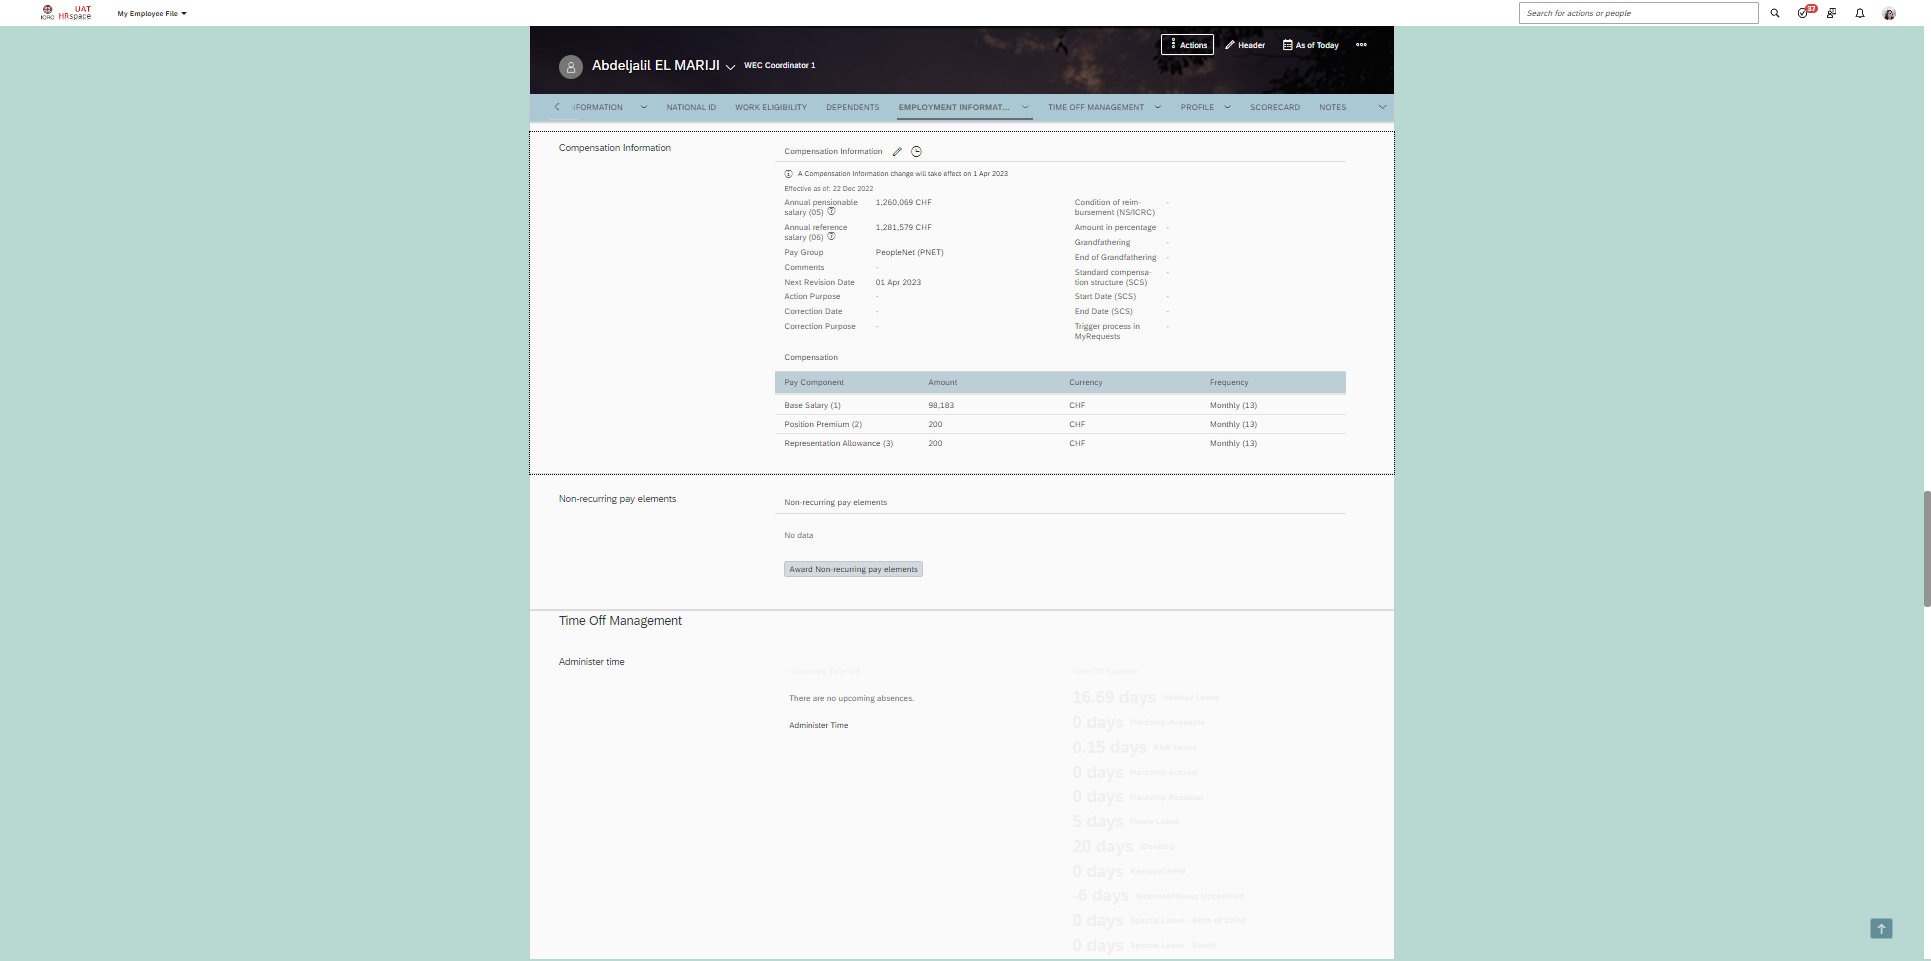 ICRC
UAT
HRspace
My Employee File
Search for actions or people
37
Abdeljalil EL MARIJI
WEC Coordinator 1
Actions
Header
As of Today
IFORMATION
NATIONAL ID
WORK ELIGIBILITY
DEPENDENTS
EMPLOYMENT INFORMAT...
TIME OFF MANAGEMENT
PROFILE
SCORECARD
NOTES
Compensation Information
Compensation Information
A Compensation Information change will take effect on 1 Apr 2023
Effective as of: 22 Dec 2022
Annual pensionable
salary (05)
1,260,069 CHF
Annual reference
salary (06)
1,281,579 CHF
Pay Group
PeopleNet (PNET)
Comments
-
Next Revision Date
01 Apr 2023
Action Purpose
-
Correction Date
-
Correction Purpose
-
Condition of reim-
bursement (NS/ICRC)
-
Amount in percentage
-
Grandfathering
-
End of Grandfathering
-
Standard compensa-
tion structure (SCS)
-
Start Date (SCS)
-
End Date (SCS)
-
Trigger process in
MyRequests
-
Compensation
Pay Component Amount Currency Frequency
Base Salary (1) 98,183 CHF Monthly (13)
Position Premium (2) 200 CHF Monthly (13)
Representation Allowance (3) 200 CHF Monthly (13)
Non-recurring pay elements
Non-recurring pay elements
No data
Award Non-recurring pay elements
Time Off Management
Administer time
Upcoming Time Off
There are no upcoming absences.
Administer Time
Time Off Balances
16.69 days Holiday Leave
0 days Hardship Available
0.15 days R&R Leave
0 days Hardship Accrual
0 days Hardship Residual
5 days Home Leave
20 days iDevelop
0 days Residual RPM
-6 days Sickness/Illness Uncertified
0 days Special Leave - Birth of Child
0 days Special Leave - Death